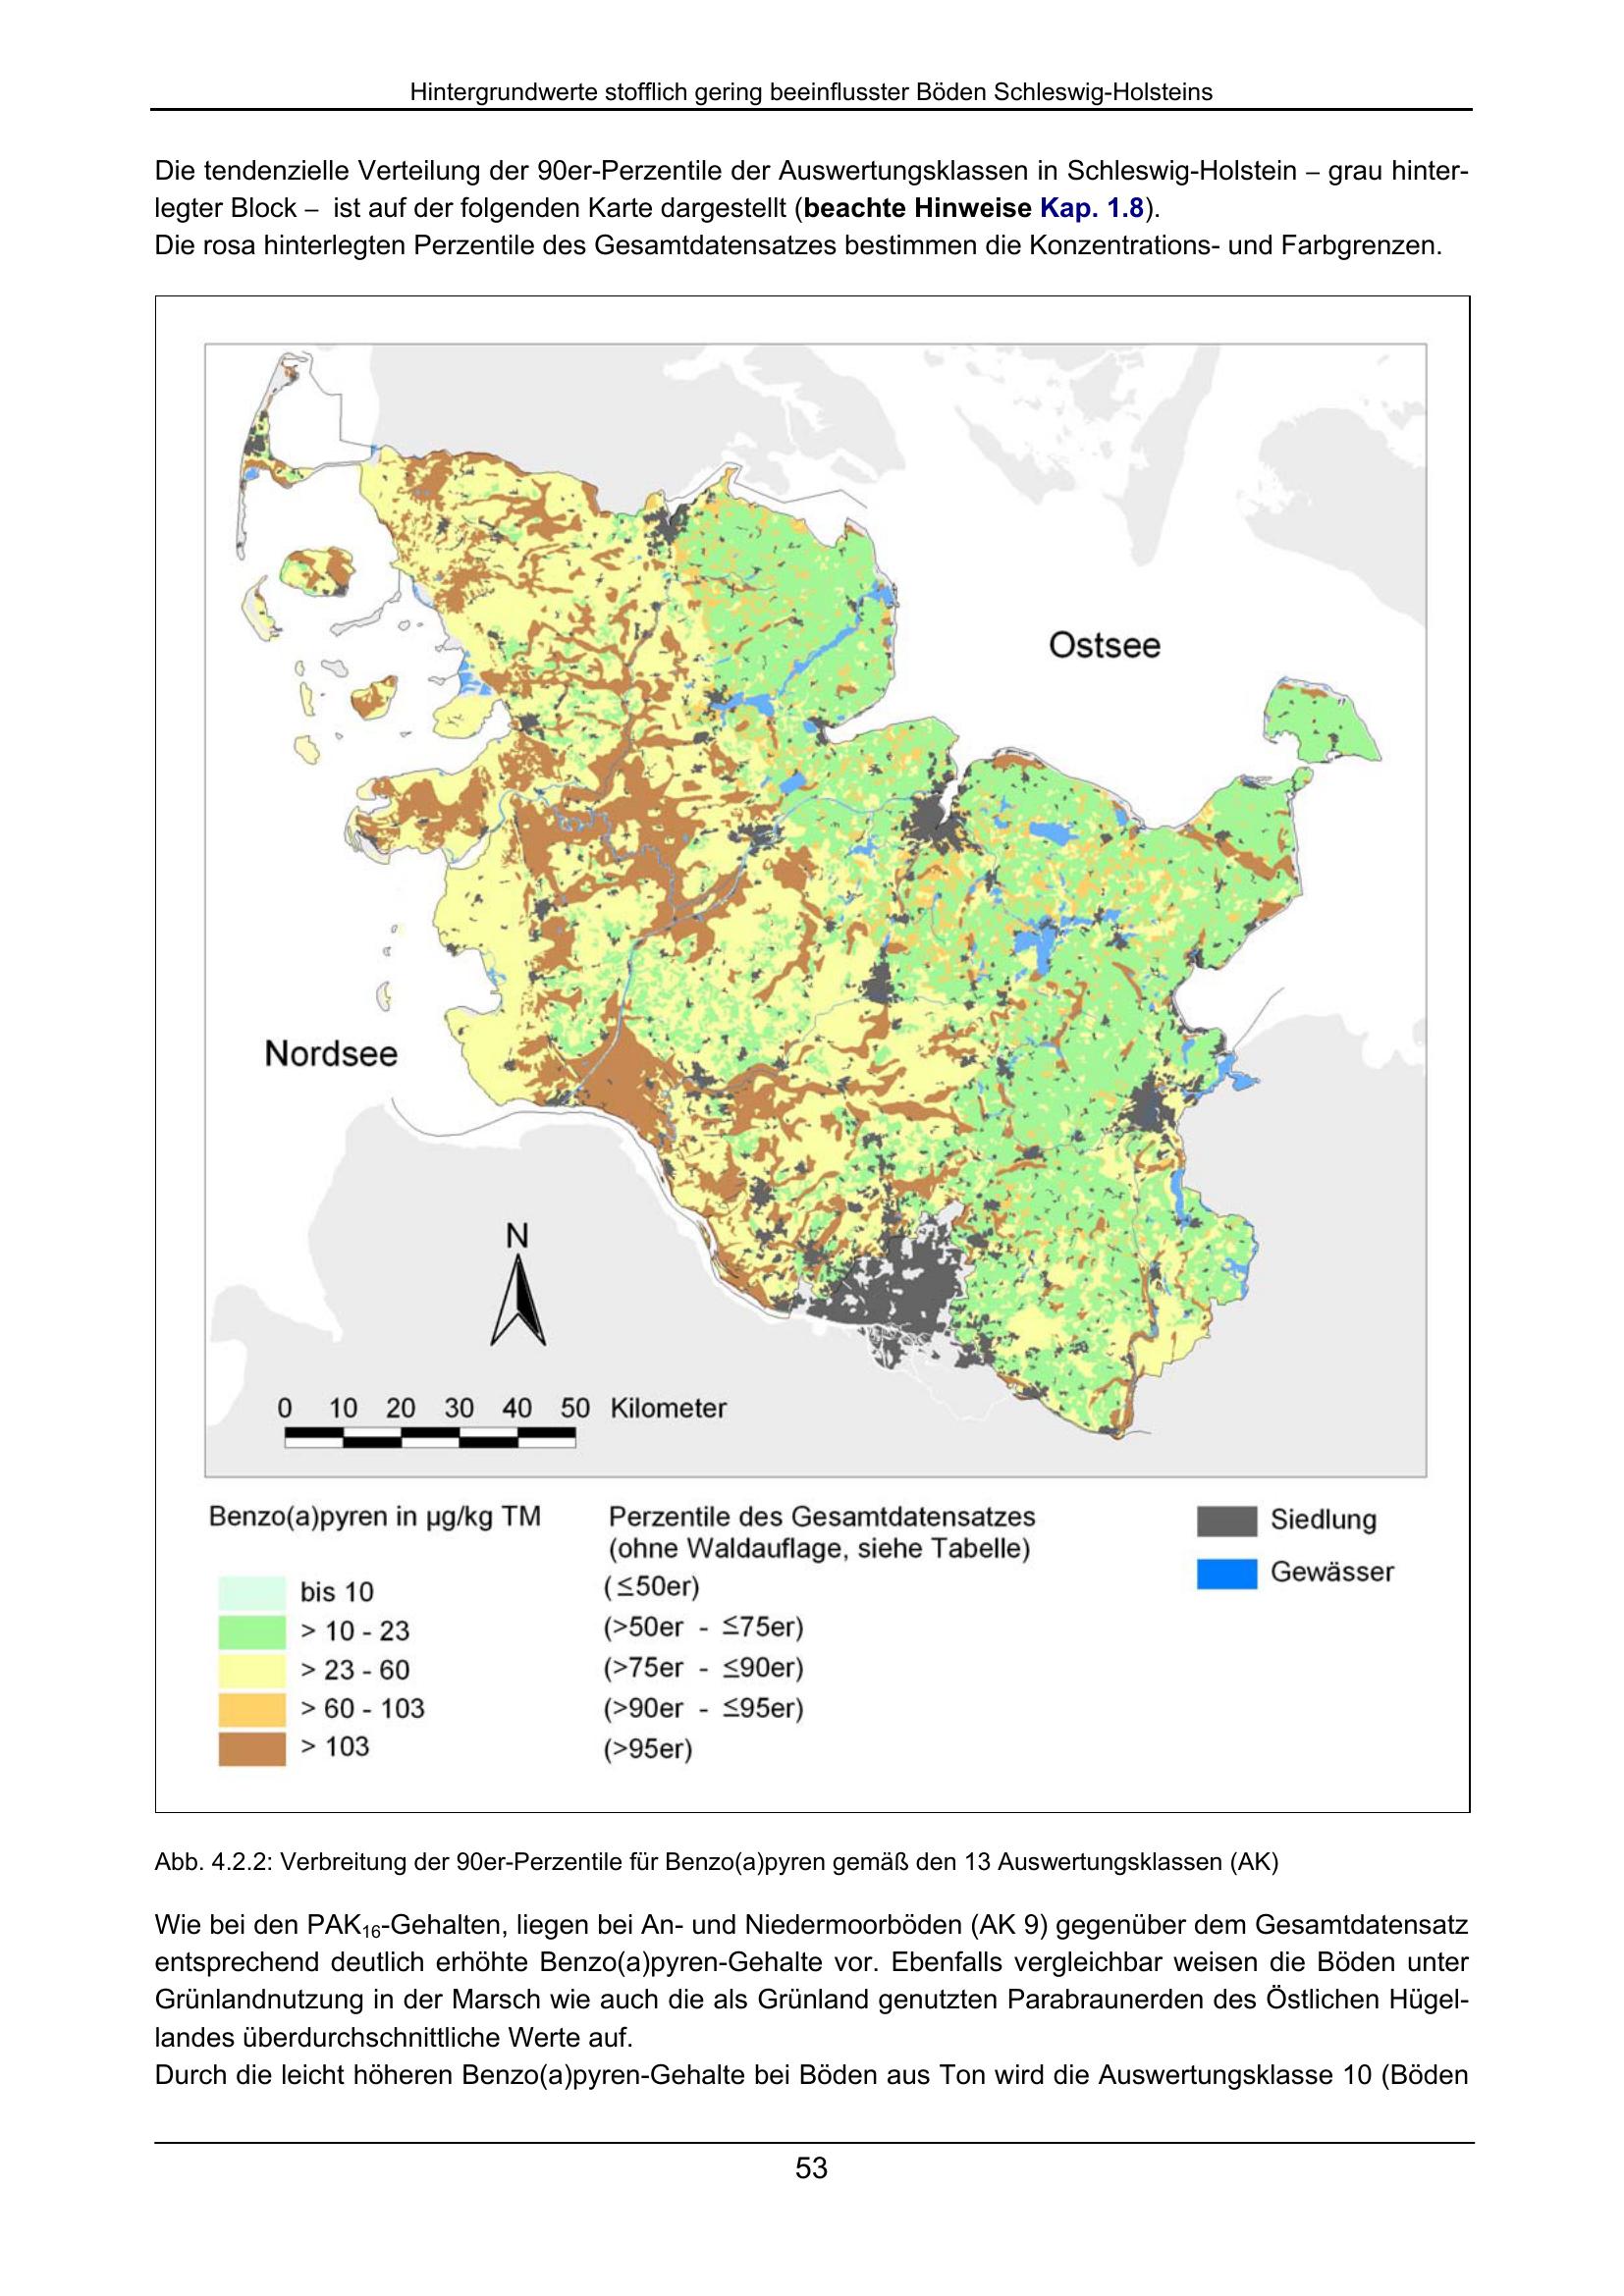 Hintergrundwerte stofflich gering beeinflusster Böden Schleswig-Holsteins
Die tendenzielle Verteilung der 90er-Perzentile der Auswertungsklassen in Schleswig-Holstein – grau hinter-
legter Block – ist auf der folgenden Karte dargestellt (beachte Hinweise Kap. 1.8).
Die rosa hinterlegten Perzentile des Gesamtdatensatzes bestimmen die Konzentrations- und Farbgrenzen.
Ostsee
Nordsee
N
0 10 20 30 40 50 Kilometer
Benzo(a)pyren in µg/kg TM
Perzentile des Gesamtdatensatzes
(ohne Waldauflage, siehe Tabelle)
bis 10 (≤50er)
> 10 - 23 (>50er - ≤75er)
> 23 - 60 (>75er - ≤90er)
> 60 - 103 (>90er - ≤95er)
> 103 (>95er)
Siedlung
Gewässer
Abb. 4.2.2: Verbreitung der 90er-Perzentile für Benzo(a)pyren gemäß den 13 Auswertungsklassen (AK)
Wie bei den PAK16-Gehalten, liegen bei An- und Niedermoorböden (AK 9) gegenüber dem Gesamtdatensatz
entsprechend deutlich erhöhte Benzo(a)pyren-Gehalte vor. Ebenfalls vergleichbar weisen die Böden unter
Grünlandnutzung in der Marsch wie auch die als Grünland genutzten Parabraunerden des Östlichen Hügel-
landes überdurchschnittliche Werte auf.
Durch die leicht höheren Benzo(a)pyren-Gehalte bei Böden aus Ton wird die Auswertungsklasse 10 (Böden
53